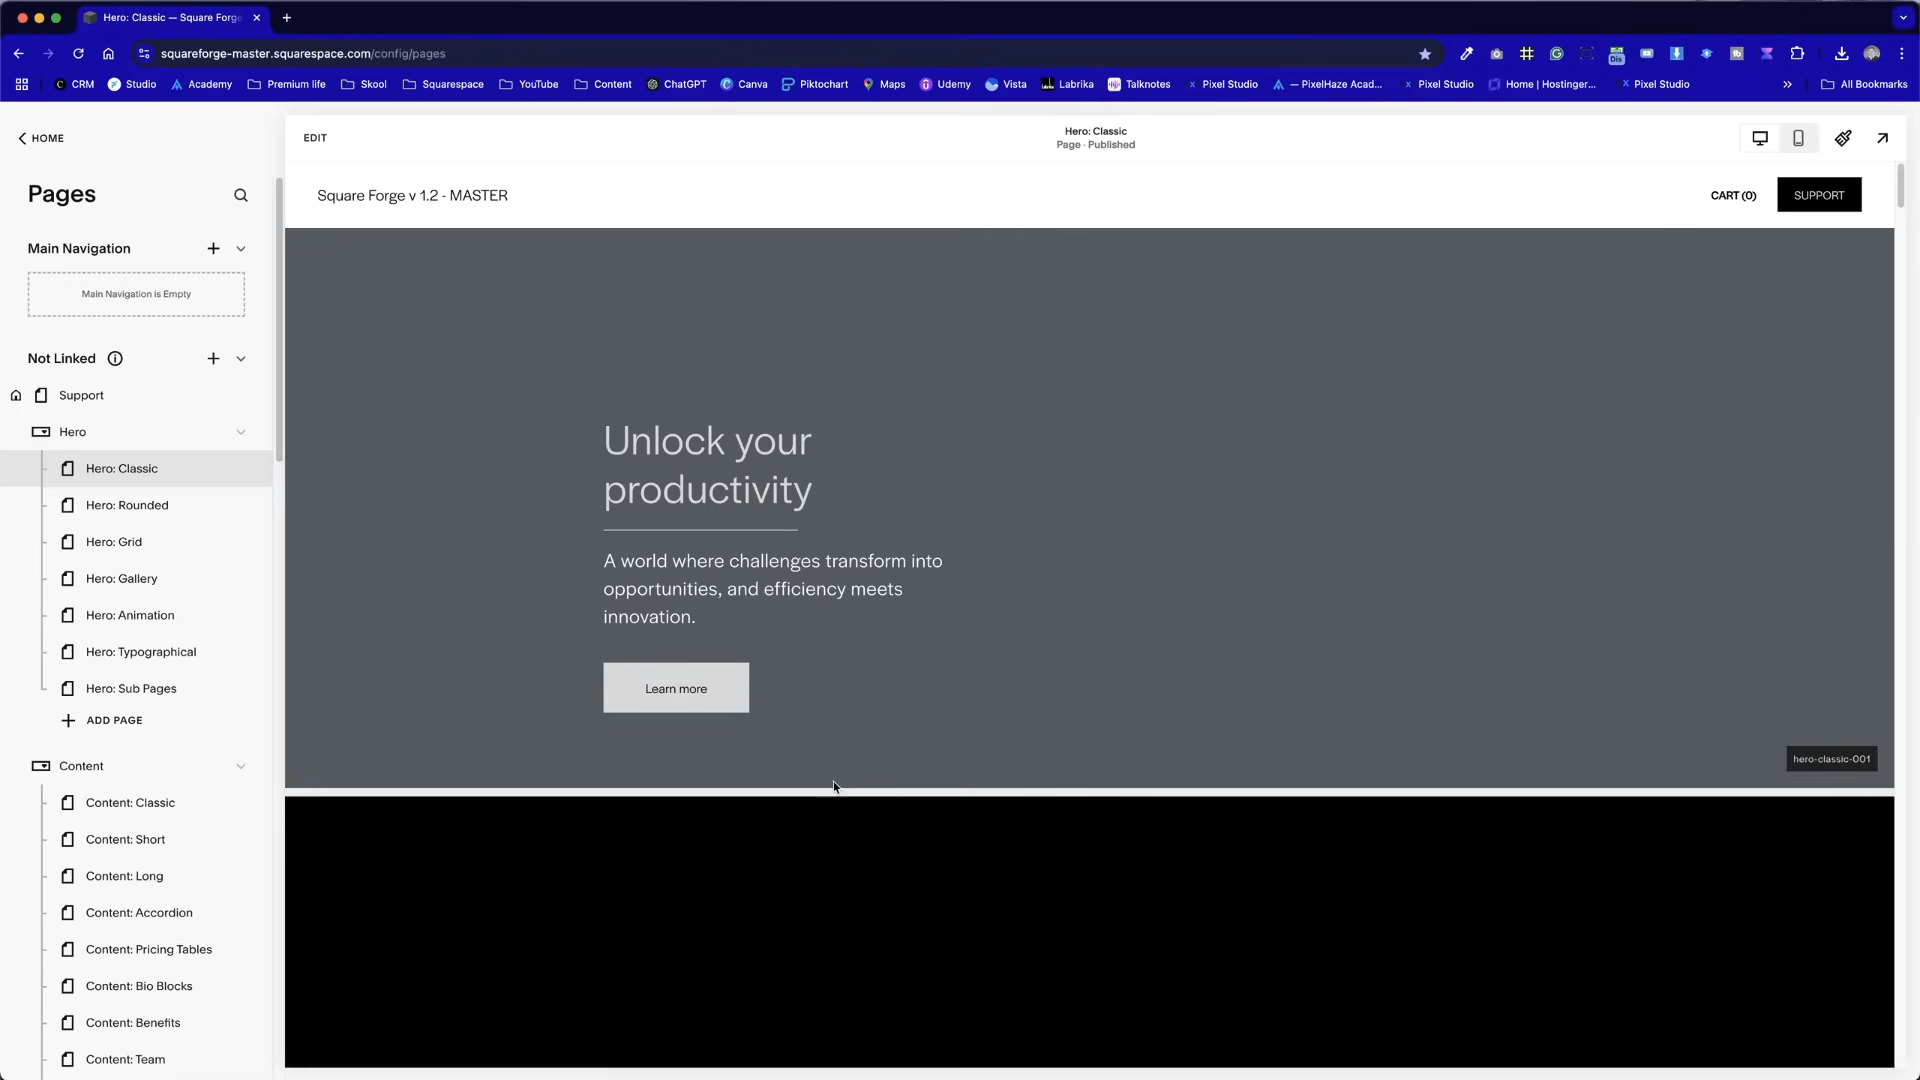 Hero: Classic — Square Forg
squareforge-master.squarespace.com/config/pages
Dis
CRM
Studio
Academy
Premium life
Skool
Squarespace
YouTube
Content
ChatGPT
Canva
Piktochart
Maps
Udemy
Vista
Labrika
Talknotes
Pixel Studio
— PixelHaze Acad...
Pixel Studio
Home | Hostinger...
Pixel Studio
All Bookmarks
HOME
EDIT
Hero: Classic
Page · Published
Pages
Square Forge v 1.2 - MASTER
CART (0)
SUPPORT
Main Navigation
Main Navigation is Empty
Not Linked
Support
Hero
Hero: Classic
Hero: Rounded
Hero: Grid
Hero: Gallery
Hero: Animation
Hero: Typographical
Hero: Sub Pages
ADD PAGE
Content
Content: Classic
Content: Short
Content: Long
Content: Accordion
Content: Pricing Tables
Content: Bio Blocks
Content: Benefits
Content: Team
Unlock your
productivity
A world where challenges transform into
opportunities, and efficiency meets
innovation.
Learn more
hero-classic-001